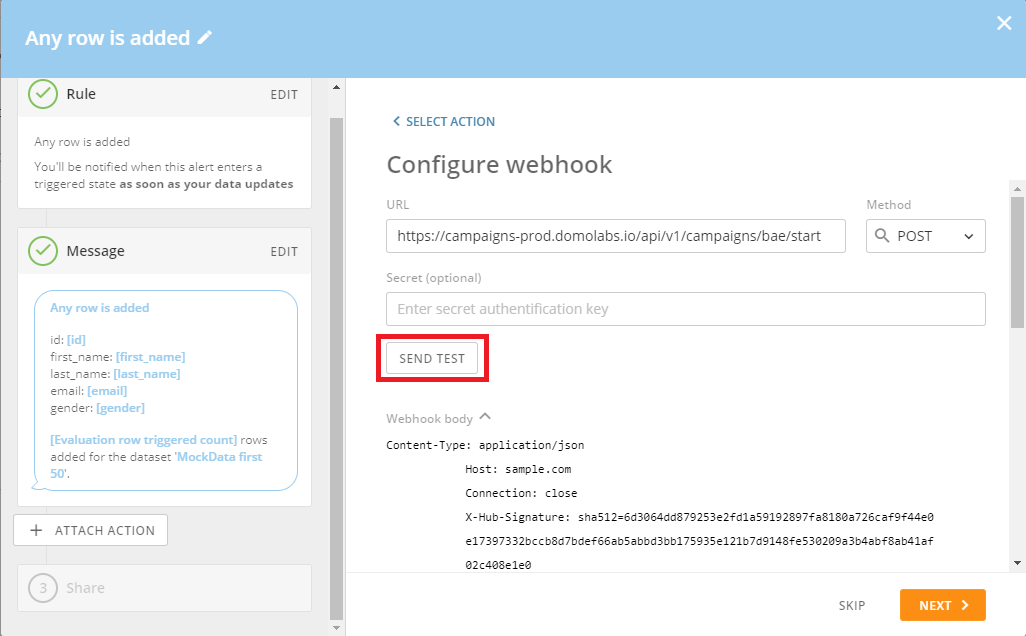 Any row is added
Rule
EDIT
Any row is added
You'll be notified when this alert enters a
triggered state as soon as your data updates
Message
EDIT
Any row is added
id: [id]
first_name: [first_name]
last_name: [last_name]
email: [email]
gender: [gender]
[Evaluation row triggered count] rows
added for the dataset 'MockData first
50'.
+ ATTACH ACTION
3 Share
SELECT ACTION
Configure webhook
URL
Method
https://campaigns-prod.domolabs.io/api/v1/campaigns/bae/start
POST
Secret (optional)
Enter secret authentification key
SEND TEST
Webhook body
Content-Type: application/json
Host: sample.com
Connection: close
X-Hub-Signature: sha512=6d3064dd879253e2fd1a59192897fa8180a726caf9f44e0
e17397332bccb8d7bdef66ab5abbd3bb175935e121b7d9148fe530209a3b4abf8ab41af
02c408e1e0
SKIP
NEXT